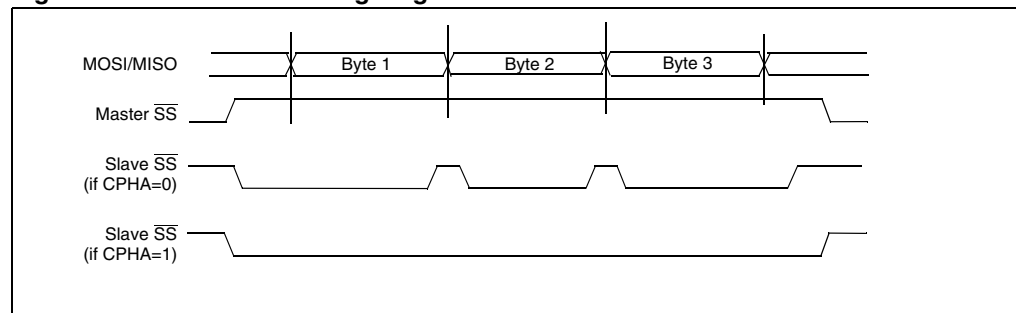 MOSI/MISO
Byte 1 Byte 2 Byte 3
Master SS
Slave SS
(if CPHA=0)
Slave SS
(if CPHA=1)